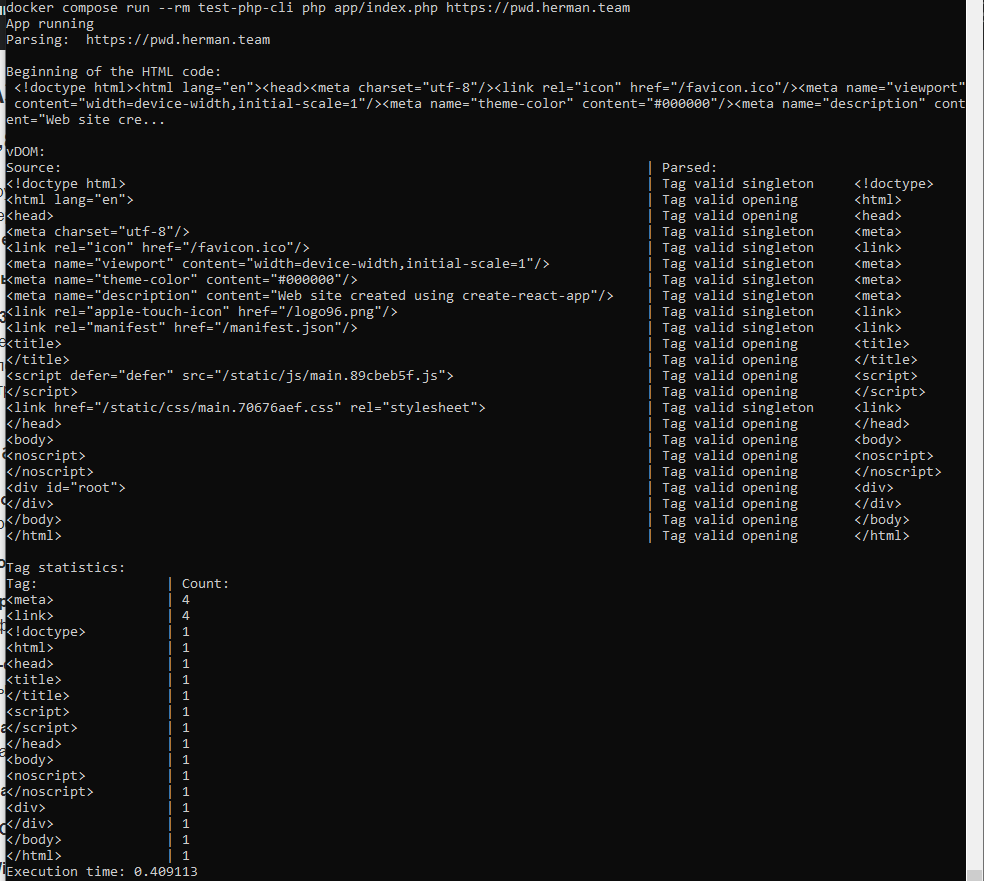 docker compose run --rm test-php-cli php app/index.php https://pwd.herman.team
App running
Parsing:  https://pwd.herman.team
Beginning of the HTML code:
<!doctype html><html lang="en"><head><meta charset="utf-8"/><link rel="icon" href="/favicon.ico"/><meta name="viewport"
content="width=device-width,initial-scale=1"/><meta name="theme-color" content="#000000"/><meta name="description" cont
ent="Web site cre...
vDOM:
Source: | Parsed:
<!doctype html> | Tag valid singleton <!doctype>
<html lang="en"> | Tag valid opening <html>
<head> | Tag valid opening <head>
<meta charset="utf-8"/> | Tag valid singleton <meta>
<link rel="icon" href="/favicon.ico"/> | Tag valid singleton <link>
<meta name="viewport" content="width=device-width,initial-scale=1"/> | Tag valid singleton <meta>
<meta name="theme-color" content="#000000"/> | Tag valid singleton <meta>
<meta name="description" content="Web site created using create-react-app"/> | Tag valid singleton <meta>
<link rel="apple-touch-icon" href="/logo96.png"/> | Tag valid singleton <link>
<link rel="manifest" href="/manifest.json"/> | Tag valid singleton <link>
<title> | Tag valid opening <title>
</title> | Tag valid opening </title>
<script defer="defer" src="/static/js/main.89cbeb5f.js"> | Tag valid opening <script>
</script> | Tag valid opening </script>
<link href="/static/css/main.70676aef.css" rel="stylesheet"> | Tag valid singleton <link>
</head> | Tag valid opening </head>
<body> | Tag valid opening <body>
<noscript> | Tag valid opening <noscript>
</noscript> | Tag valid opening </noscript>
<div id="root"> | Tag valid opening <div>
</div> | Tag valid opening </div>
</body> | Tag valid opening </body>
</html> | Tag valid opening </html>
Tag statistics:
Tag: | Count:
<meta> | 4
<link> | 4
<!doctype> | 1
<html> | 1
<head> | 1
<title> | 1
</title> | 1
<script> | 1
</script> | 1
</head> | 1
<body> | 1
<noscript> | 1
</noscript> | 1
<div> | 1
</div> | 1
</body> | 1
</html> | 1
Execution time: 0.409113